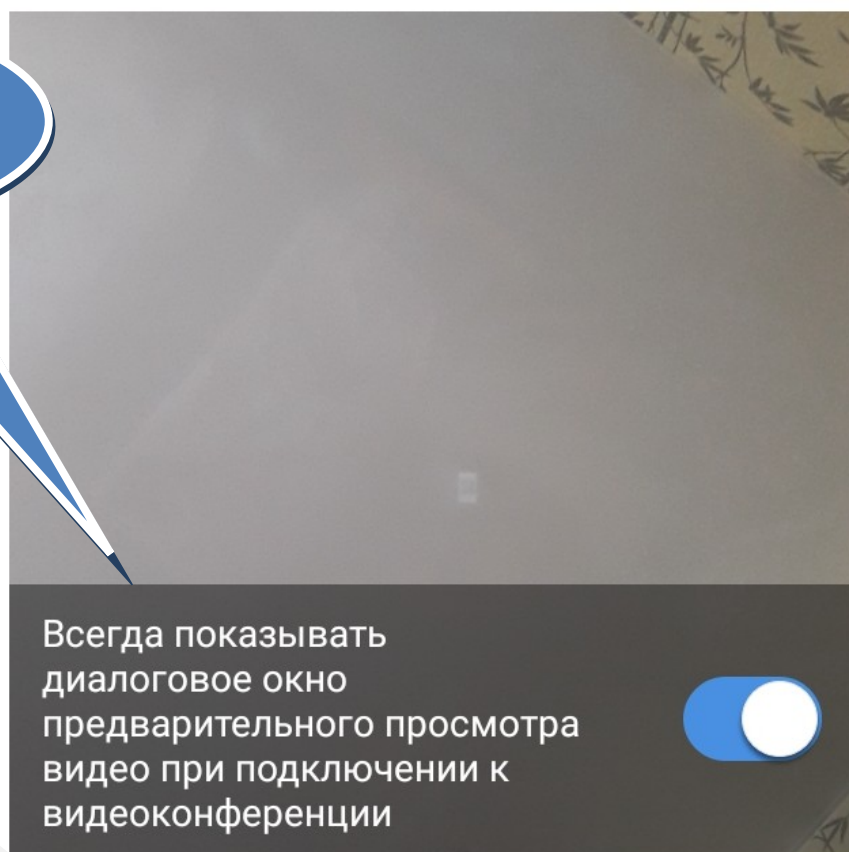 Всегда показывать
диалоговое окно
предварительного просмотра
видео при подключении к
видеоконференции